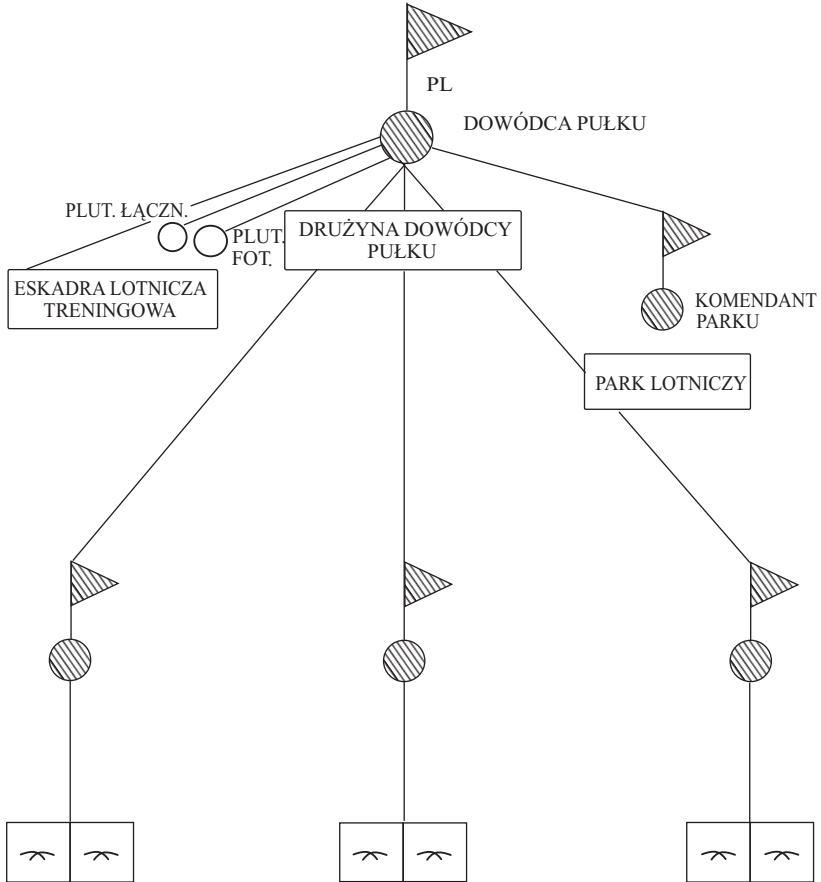 PL
DOWÓDCA PUŁKU
PLUT. ŁĄCZN.
PLUT.
FOT.
DRUŻYNA DOWÓDCY
PUŁKU
ESKADRA LOTNICZA
TRENINGOWA
KOMENDANT
PARKU
PARK LOTNICZY